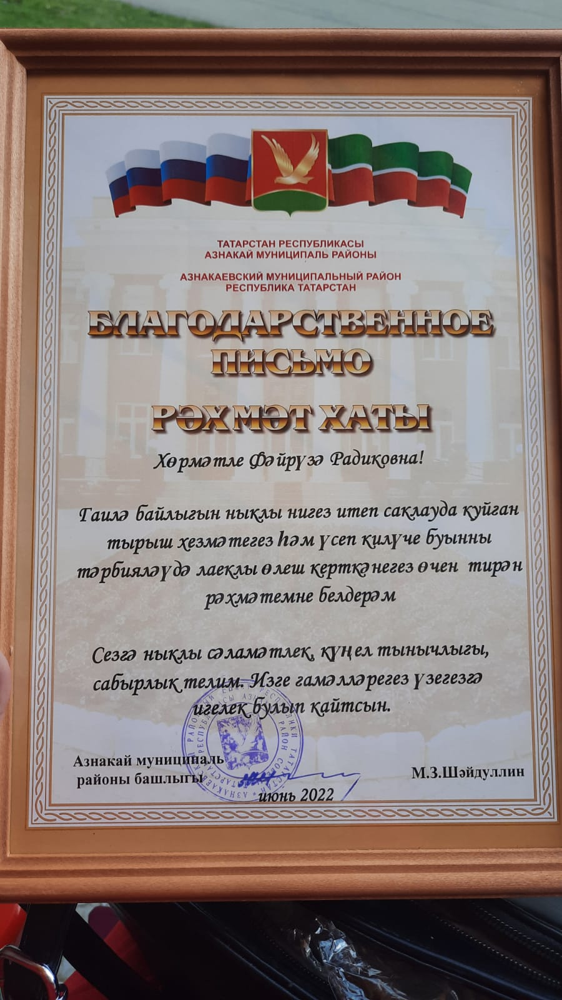 ТАТАРСТАН РЕСПУБЛИКАСЫ
АЗНАКАЙ МУНИЦИПАЛЬ РАЙОНЫ
АЗНАКАЕВСКИЙ МУНИЦИПАЛЬНЫЙ РАЙОН
РЕСПУБЛИКА ТАТАРСТАН
БЛАГОДАРСТВЕННОЕ
ПИСЬМО
РӘХМӘТ ХАТЫ
Хөрмәтле Фәйрүзә Радиковна!
Гаилә байлыгын ныклы нигез итеп саклауда куйган
тырыш хезмәтегез һәм үсеп килүче буынны
тәрбияләүдә лаеклы өлеш керткәнегез өчен тирән
рәхмәтемне белдерәм
Сезгә ныклы сәламәтлек, күңел тынычлыгы,
сабырлык телим. Изге гамәлләрегез үзегезгә
игелек булып кайтсын.
Азнакай муниципаль
районы башлыгы
М.З.Шәйдуллин
июнь 2022